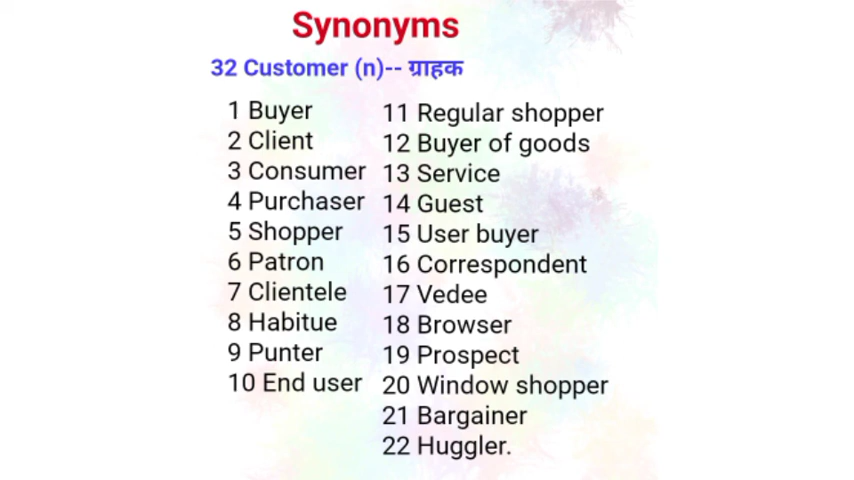 Synonyms
32 Customer (n)-- ग्राहक
1 Buyer
2 Client
3 Consumer
4 Purchaser
5 Shopper
6 Patron
7 Clientele
8 Habitue
9 Punter
10 End user
11 Regular shopper
12 Buyer of goods
13 Service
14 Guest
15 User buyer
16 Correspondent
17 Vedee
18 Browser
19 Prospect
20 Window shopper
21 Bargainer
22 Huggler.